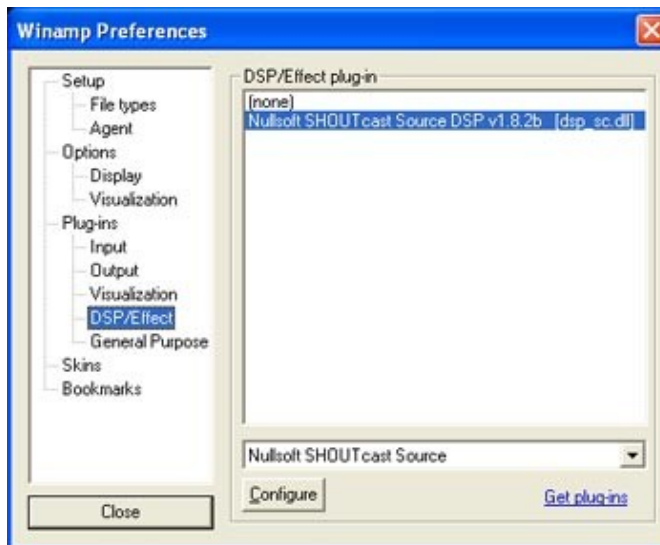 Winamp Preferences
Setup
File types
Agent
Options
Display
Visualization
Plug-ins
Input
Output
Visualization
DSP/Effect
General Purpose
Skins
Bookmarks
Close
DSP/Effect plug-in
(none)
Nullsoft SHOUTcast Source DSP v1.8.2b [dsp_sc.dll]
Nullsoft SHOUTcast Source
Configure
Get plug-ins